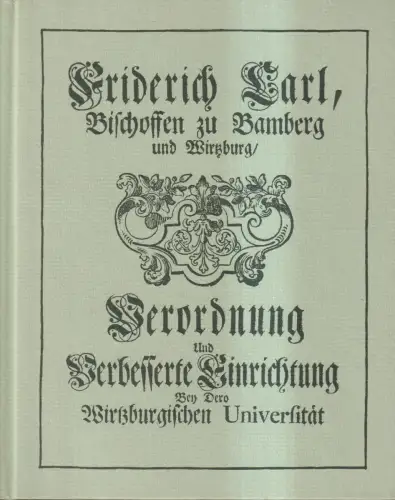 Friderich Carl,
Bischoffen zu Bamberg
und Wirtzburg/
Verordnung
Und
Verbesserte Einrichtung
Bey Dero
Wirtzburgischen Universität